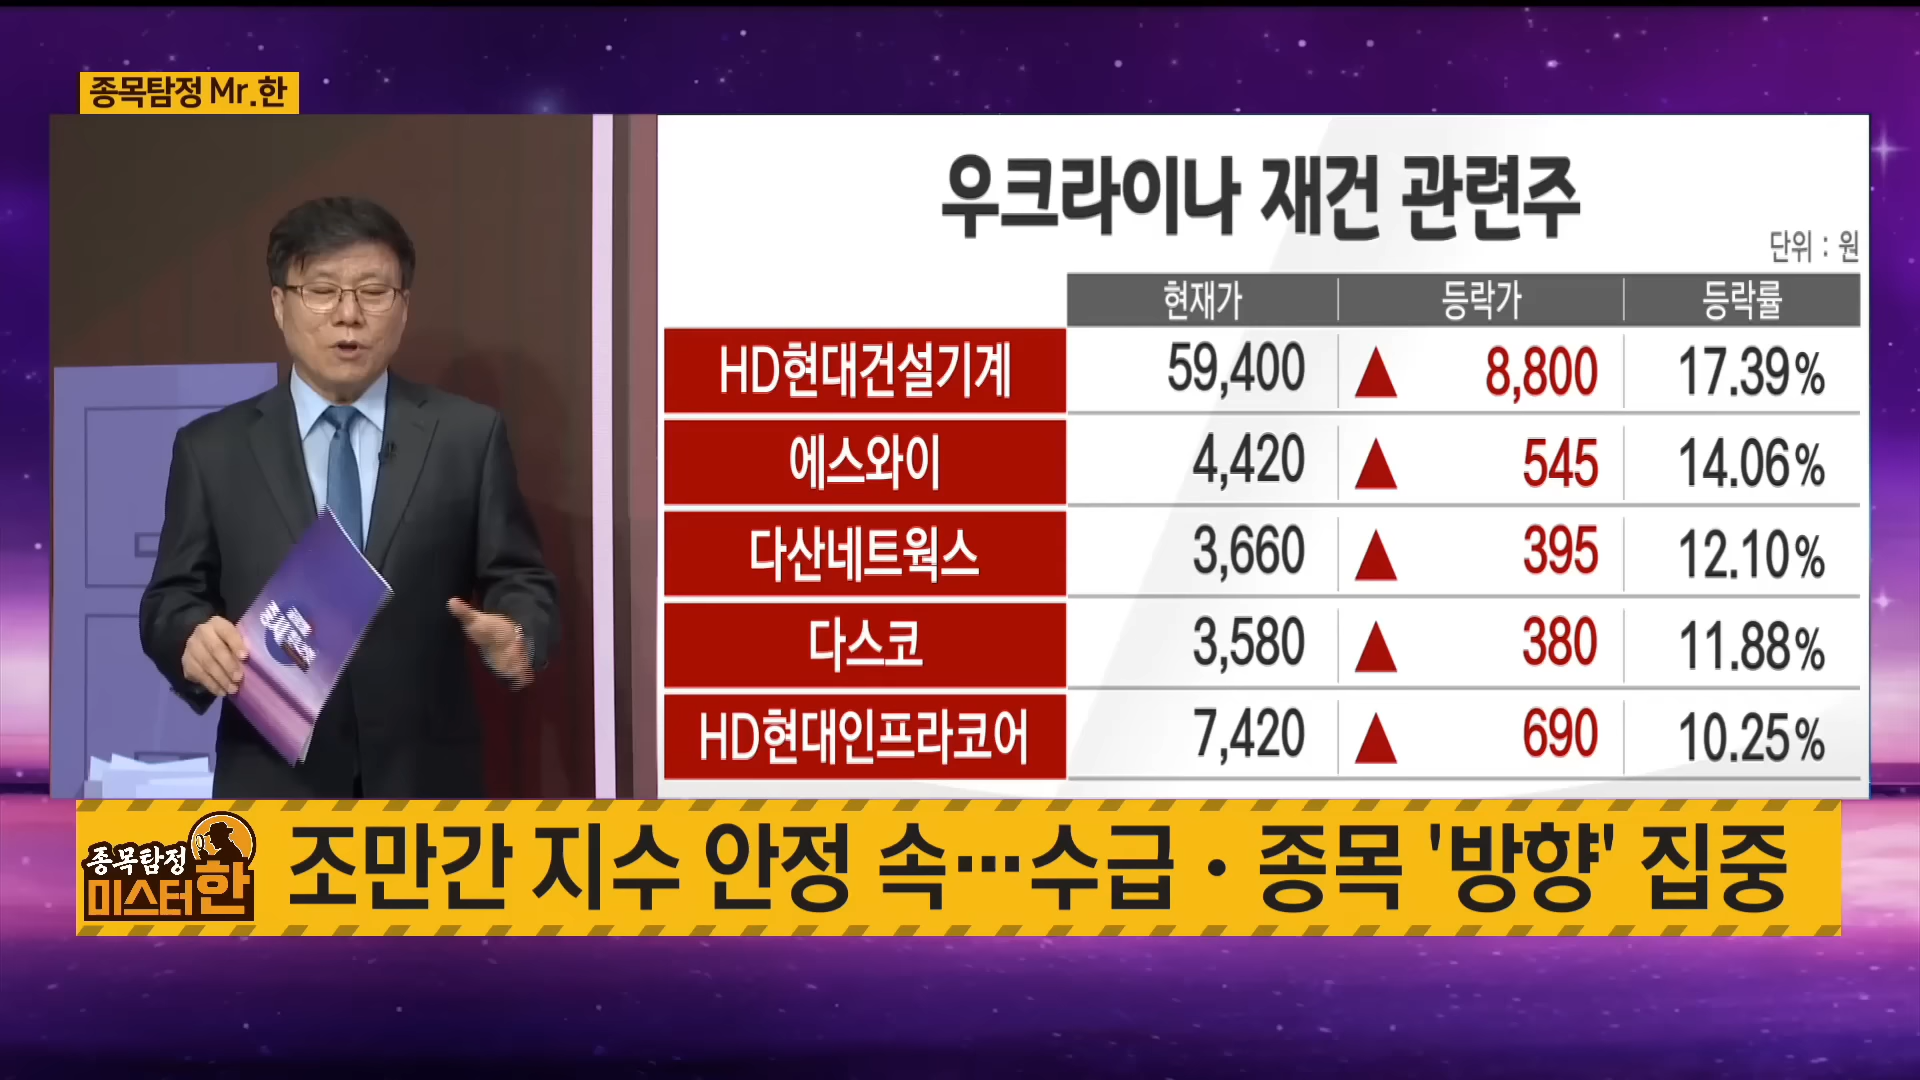 종목탐정 Mr.한
우크라이나 재건 관련주
단위 : 원
현재가 등락가 등락률
HD현대건설기계 59,400 ▲ 8,800 17.39%
에스와이 4,420 ▲ 545 14.06%
다산네트웍스 3,660 ▲ 395 12.10%
다스코 3,580 ▲ 380 11.88%
HD현대인프라코어 7,420 ▲ 690 10.25%
종목탐정
미스터한
조만간 지수 안정 속…수급·종목 '방향' 집중